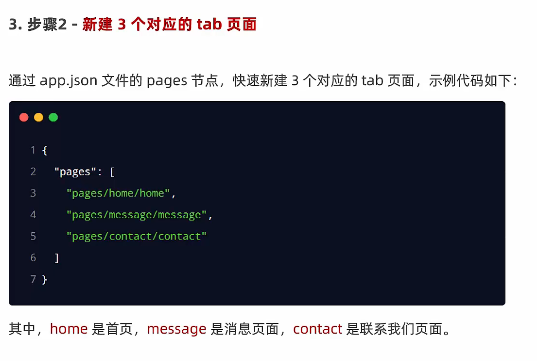 3. 步骤2 - 新建 3 个对应的 tab 页面
通过 app.json 文件的 pages 节点，快速新建 3 个对应的 tab 页面，示例代码如下：
1 {
2   "pages": [
3     "pages/home/home",
4     "pages/message/message",
5     "pages/contact/contact"
6   ]
7 }
其中，home 是首页，message 是消息页面，contact 是联系我们页面。